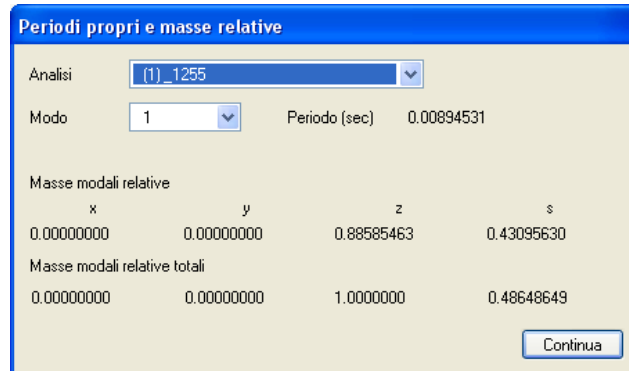 Periodi propri e masse relative
Analisi (1)_1255
Modo 1 Periodo (sec) 0.00894531
Masse modali relative
x y z s
0.00000000 0.00000000 0.88585463 0.43095630
Masse modali relative totali
0.00000000 0.00000000 1.0000000 0.48648649
Continua